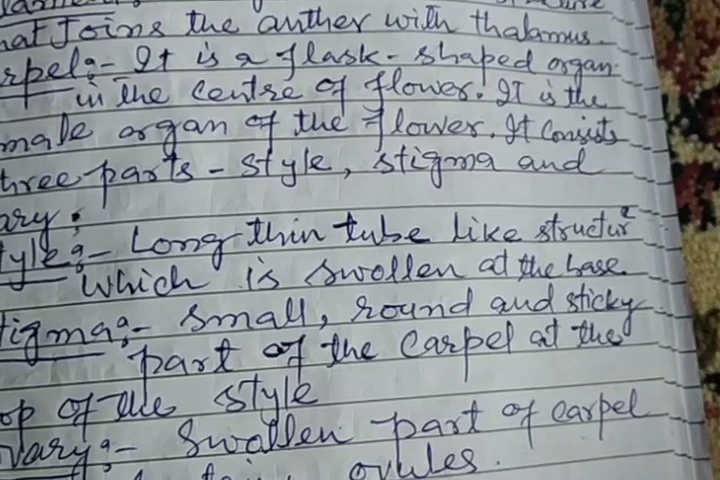 hat Joins the anther with thalamus.
rpel:- It is a flask-shaped organ
in the centre of flower. It is the
male organ of the flower. It Consists
three parts - style, stigma and
ary.
tyle:- Long thin tube like structure
which is swollen at the base.
tigma:- small, round and sticky
part of the Carpel at the
op of the style
vary:- Swollen part of carpel
ovules.